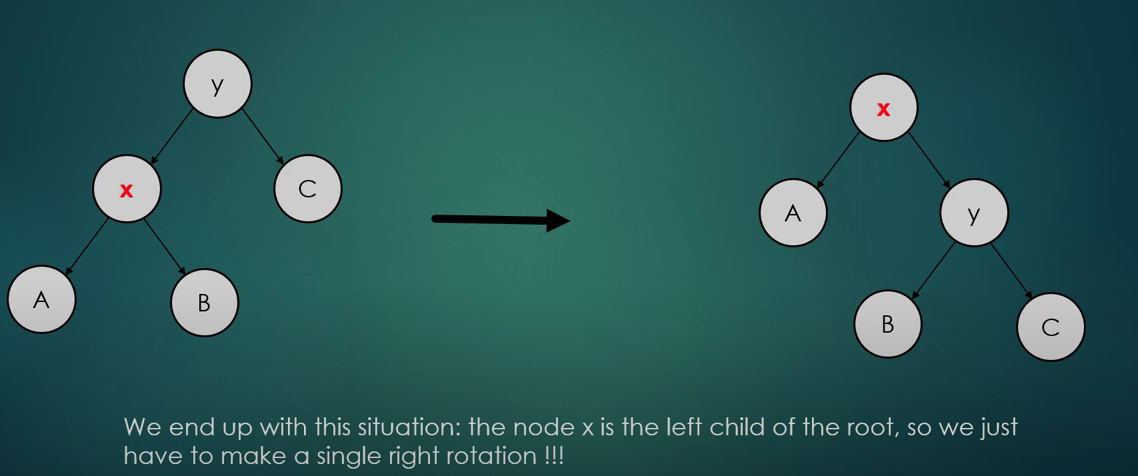 y
x
C
A
B
x
A
y
B
C
We end up with this situation: the node x is the left child of the root, so we just
have to make a single right rotation !!!